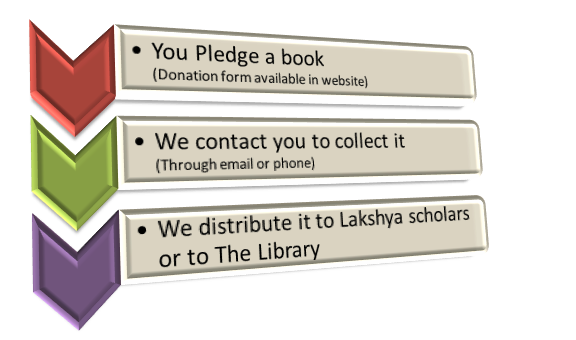 • You Pledge a book
(Donation form available in website)
• We contact you to collect it
(Through email or phone)
• We distribute it to Lakshya scholars
or to The Library